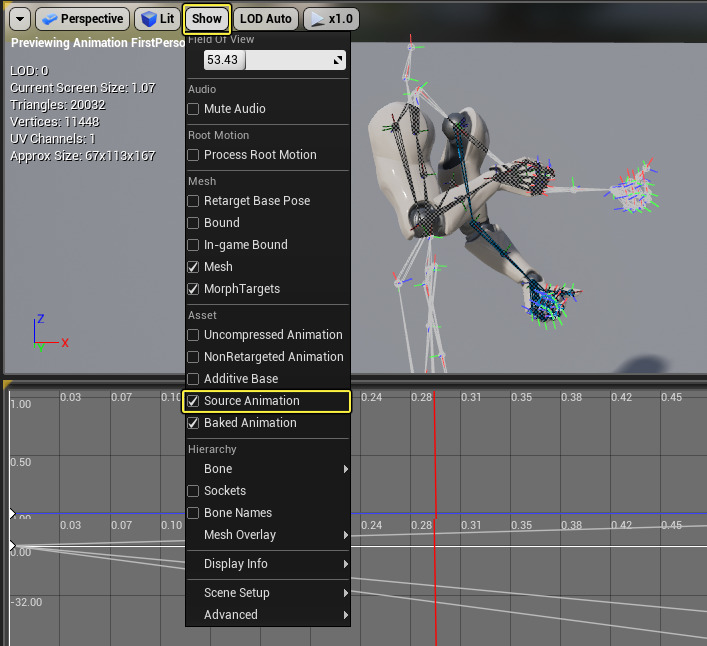 Perspective Lit Show LOD Auto x1.0
Previewing Animation FirstPerso
LOD: 0
Current Screen Size: 1.07
Triangles: 20032
Vertices: 11448
UV Channels: 1
Approx Size: 67x113x167
Z
X
Field Of View
53.43
Audio
Mute Audio
Root Motion
Process Root Motion
Mesh
Retarget Base Pose
Bound
In-game Bound
Mesh
MorphTargets
Asset
Uncompressed Animation
NonRetargeted Animation
Additive Base
Source Animation
Baked Animation
Hierarchy
Bone
Sockets
Bone Names
Mesh Overlay
Display Info
Scene Setup
Advanced
0.03 0.07 0.10 0.24 0.28 0.31 0.35 0.38 0.42 0.45
1.00
0.50
0.03 0.07 0.10 0.24 0.28 0.31 0.35 0.38 0.42 0.45
0.00
-32.00